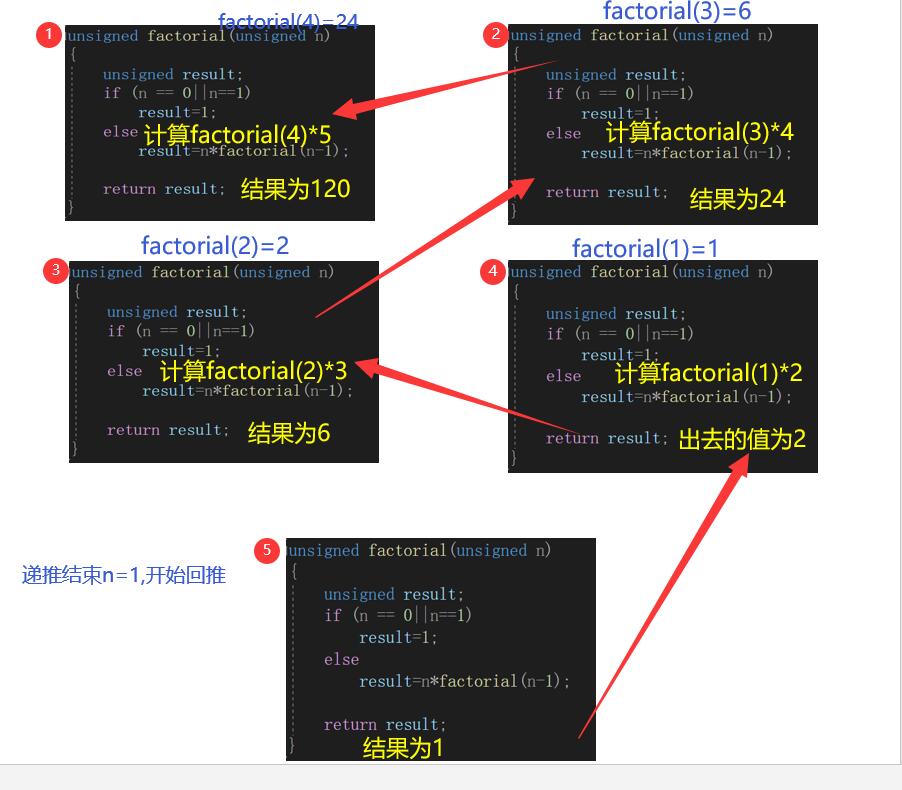 factorial(4)=24
1
unsigned factorial(unsigned n)
{
unsigned result;
if (n == 0||n==1)
result=1;
else 计算factorial(4)*5
result=n*factorial(n-1);
return result; 结果为120
}
factorial(3)=6
2
unsigned factorial(unsigned n)
{
unsigned result;
if (n == 0||n==1)
result=1;
else 计算factorial(3)*4
result=n*factorial(n-1);
return result; 结果为24
}
factorial(2)=2
3
unsigned factorial(unsigned n)
{
unsigned result;
if (n == 0||n==1)
result=1;
else 计算factorial(2)*3
result=n*factorial(n-1);
return result; 结果为6
}
factorial(1)=1
4
unsigned factorial(unsigned n)
{
unsigned result;
if (n == 0||n==1)
result=1;
else 计算factorial(1)*2
result=n*factorial(n-1);
return result; 出去的值为2
}
递推结束n=1,开始回推
5
unsigned factorial(unsigned n)
{
unsigned result;
if (n == 0||n==1)
result=1;
else
result=n*factorial(n-1);
return result;
}
结果为1